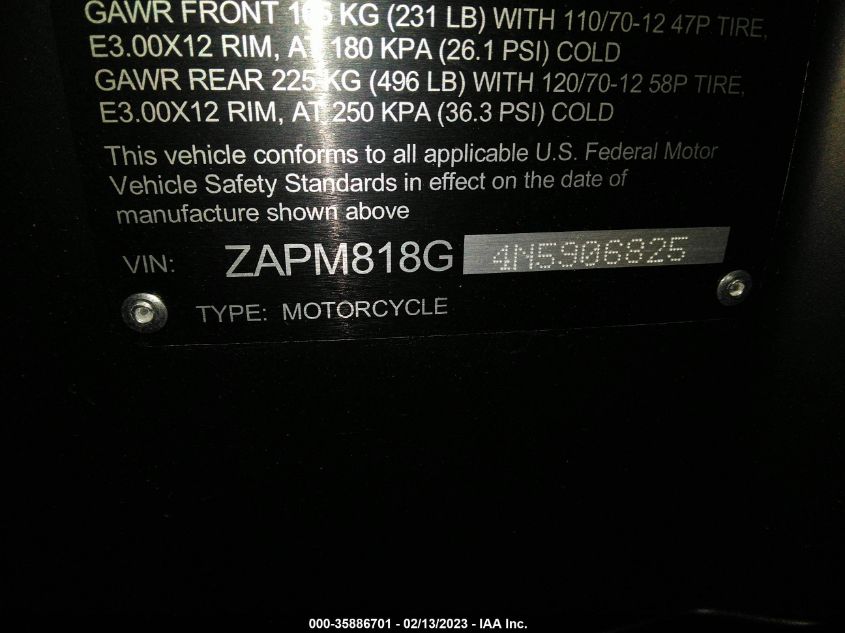 GAWR FRONT 105 KG (231 LB) WITH 110/70-12 47P TIRE,
E3.00X12 RIM, AT 180 KPA (26.1 PSI) COLD
GAWR REAR 225 KG (496 LB) WITH 120/70-12 58P TIRE,
E3.00X12 RIM, AT 250 KPA (36.3 PSI) COLD
This vehicle conforms to all applicable U.S. Federal Motor
Vehicle Safety Standards in effect on the date of
manufacture shown above
VIN: ZAPM818G 4N5906825
TYPE: MOTORCYCLE
000-35886701 - 02/13/2023 - IAA Inc.